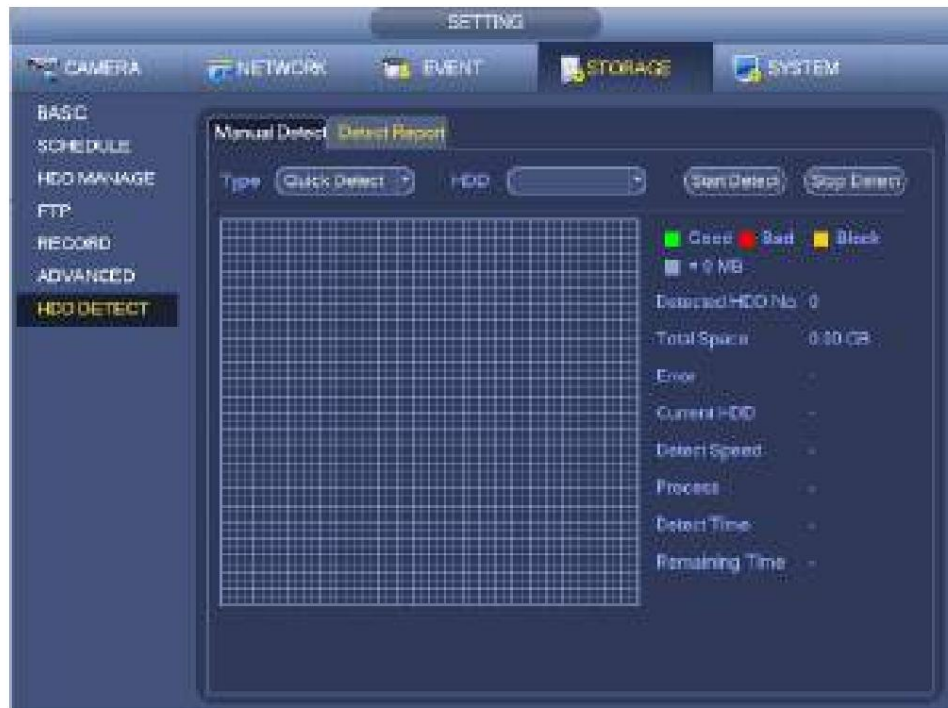 SETTING
CAMERA NETWORK EVENT STORAGE SYSTEM
BASIC
SCHEDULE
HDD MANAGE
FTP
RECORD
ADVANCED
HDD DETECT
Manual Detect Detect Report
Type Quick Detect HDD Start Detect Stop Detect
Good Bad Block
= 0 MB
Detected HDD No. 0
Total Space 0.00 GB
Error -
Current HDD -
Detect Speed -
Process -
Detect Time -
Remaining Time -